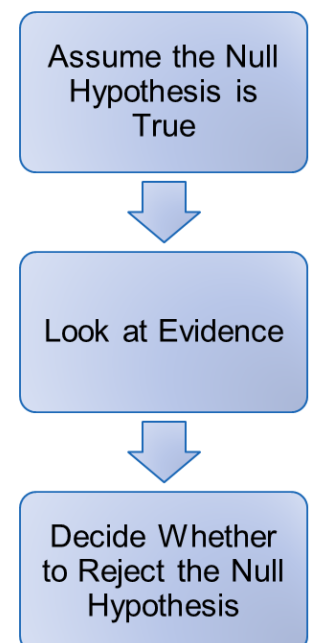 Assume the Null
Hypothesis is
True
Look at Evidence
Decide Whether
to Reject the Null
Hypothesis